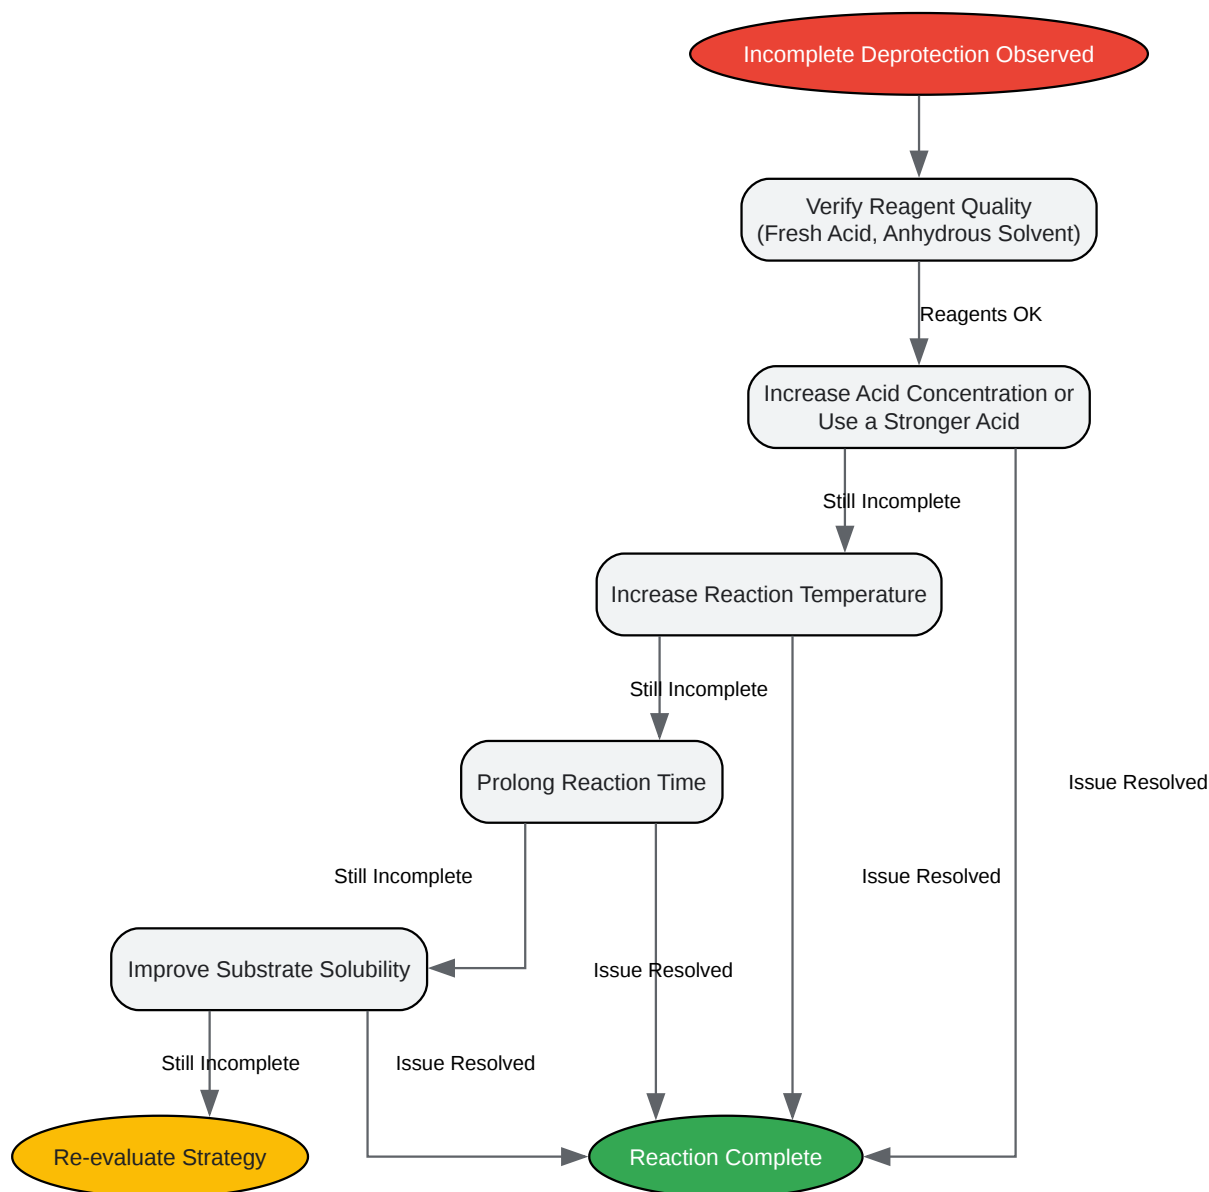 Incomplete Deprotection Observed
Verify Reagent Quality
(Fresh Acid, Anhydrous Solvent)
Reagents OK
Increase Acid Concentration or
Use a Stronger Acid
Still Incomplete
Increase Reaction Temperature
Still Incomplete
Prolong Reaction Time
Issue Resolved
Still Incomplete
Issue Resolved
Improve Substrate Solubility
Issue Resolved
Still Incomplete
Issue Resolved
Re-evaluate Strategy
Reaction Complete